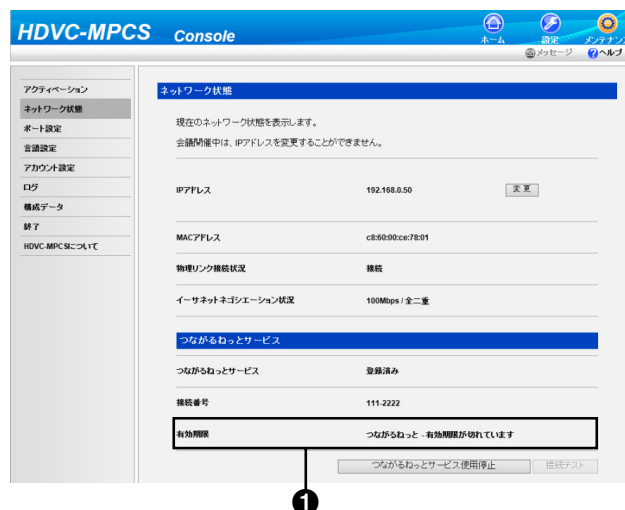 HDVC-MPCS Console
ホーム 設定 メンテナン
メッセージ ?ヘルプ
アクティベーション
ネットワーク状態
ポート設定
言語設定
アカウント設定
ログ
構成データ
終了
HDVC-MPCSについて
ネットワーク状態
現在のネットワーク状態を表示します。
会議開催中は、IPアドレスを変更することができません。
IPアドレス 192.168.0.50 変更
MACアドレス c8:60:00:ce:78:01
物理リンク接続状況 接続
イーサネットネゴシエーション状況 100Mbps / 全二重
つながるねっとサービス
つながるねっとサービス 登録済み
接続番号 111-2222
有効期限 つながるねっと - 有効期限が切れています
つながるねっとサービス使用停止 接続テスト
1